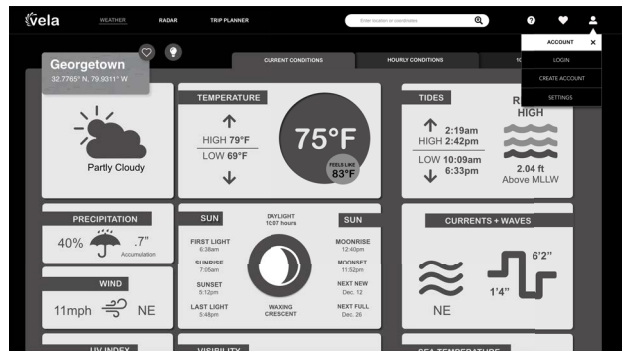 vela
WEATHER
RADAR
TRIP PLANNER
Enter location or coordinates
ACCOUNT X
LOGIN
CREATE ACCOUNT
SETTINGS
Georgetown
32.7765° N. 79.9311° W
CURRENT CONDITIONS
HOURLY CONDITIONS
Partly Cloudy
TEMPERATURE
HIGH 79°F
LOW 69°F
75°F
FEELS LIKE
83°F
TIDES
2:19am
HIGH 2:42pm
LOW 10:09am
6:33pm
HIGH
2.04 ft
Above MLLW
PRECIPITATION
40%
.7"
Accumulation
WIND
11mph
NE
SUN
FIRST LIGHT
6:38am
SUNRISE
7:05am
SUNSET
5:12pm
LAST LIGHT
5:48pm
DAYLIGHT
10:07 hours
WAXING
CRESCENT
SUN
MOONRISE
12:40pm
MOONSET
11:52pm
NEXT NEW
Dec. 12
NEXT FULL
Dec. 26
CURRENTS + WAVES
NE
6'2"
1'4"
UV INDEX
VISIBILITY
SEA TEMPERATURE